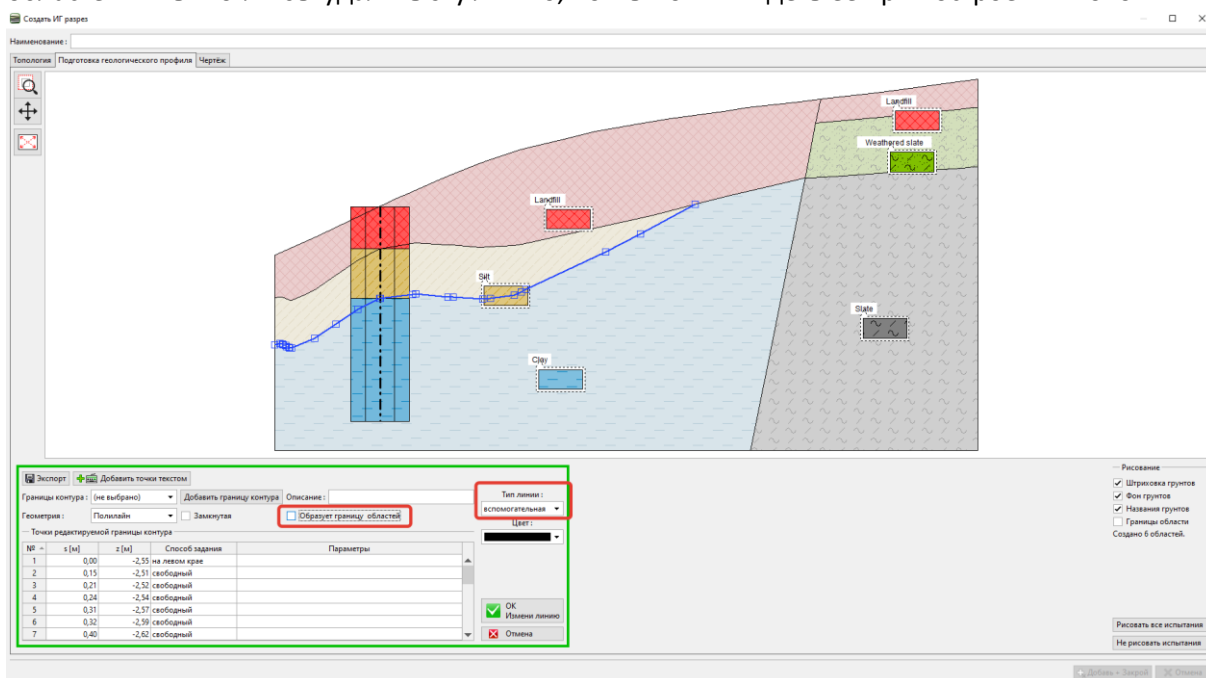 Создать ИГ разрез
Наименование :
Топология Подготовка геологического профиля Чертёж
Landfill
Weathered slate
Landfill
Silt
Slate
Clay
Экспорт Добавить точки текстом
Границы контура : (не выбрано) Добавить границу контура Описание :
Тип линии :
вспомогательная
Геометрия : Полилайн Замкнутая Образует границу областей
Цвет :
Точки редактируемой границы контура
№ s [м] z [м] Способ задания Параметры
1 0,00 -2,55 на левом крае
2 0,15 -2,51 свободный
3 0,21 -2,52 свободный
4 0,24 -2,54 свободный
5 0,31 -2,57 свободный
6 0,32 -2,59 свободный
7 0,40 -2,62 свободный
OK
Измени линию
Отмена
Рисование
Штриховка грунтов
Фон грунтов
Названия грунтов
Границы области
Создано 6 областей.
Рисовать все испытания
Не рисовать испытания
Добавь + Закрой Отмена